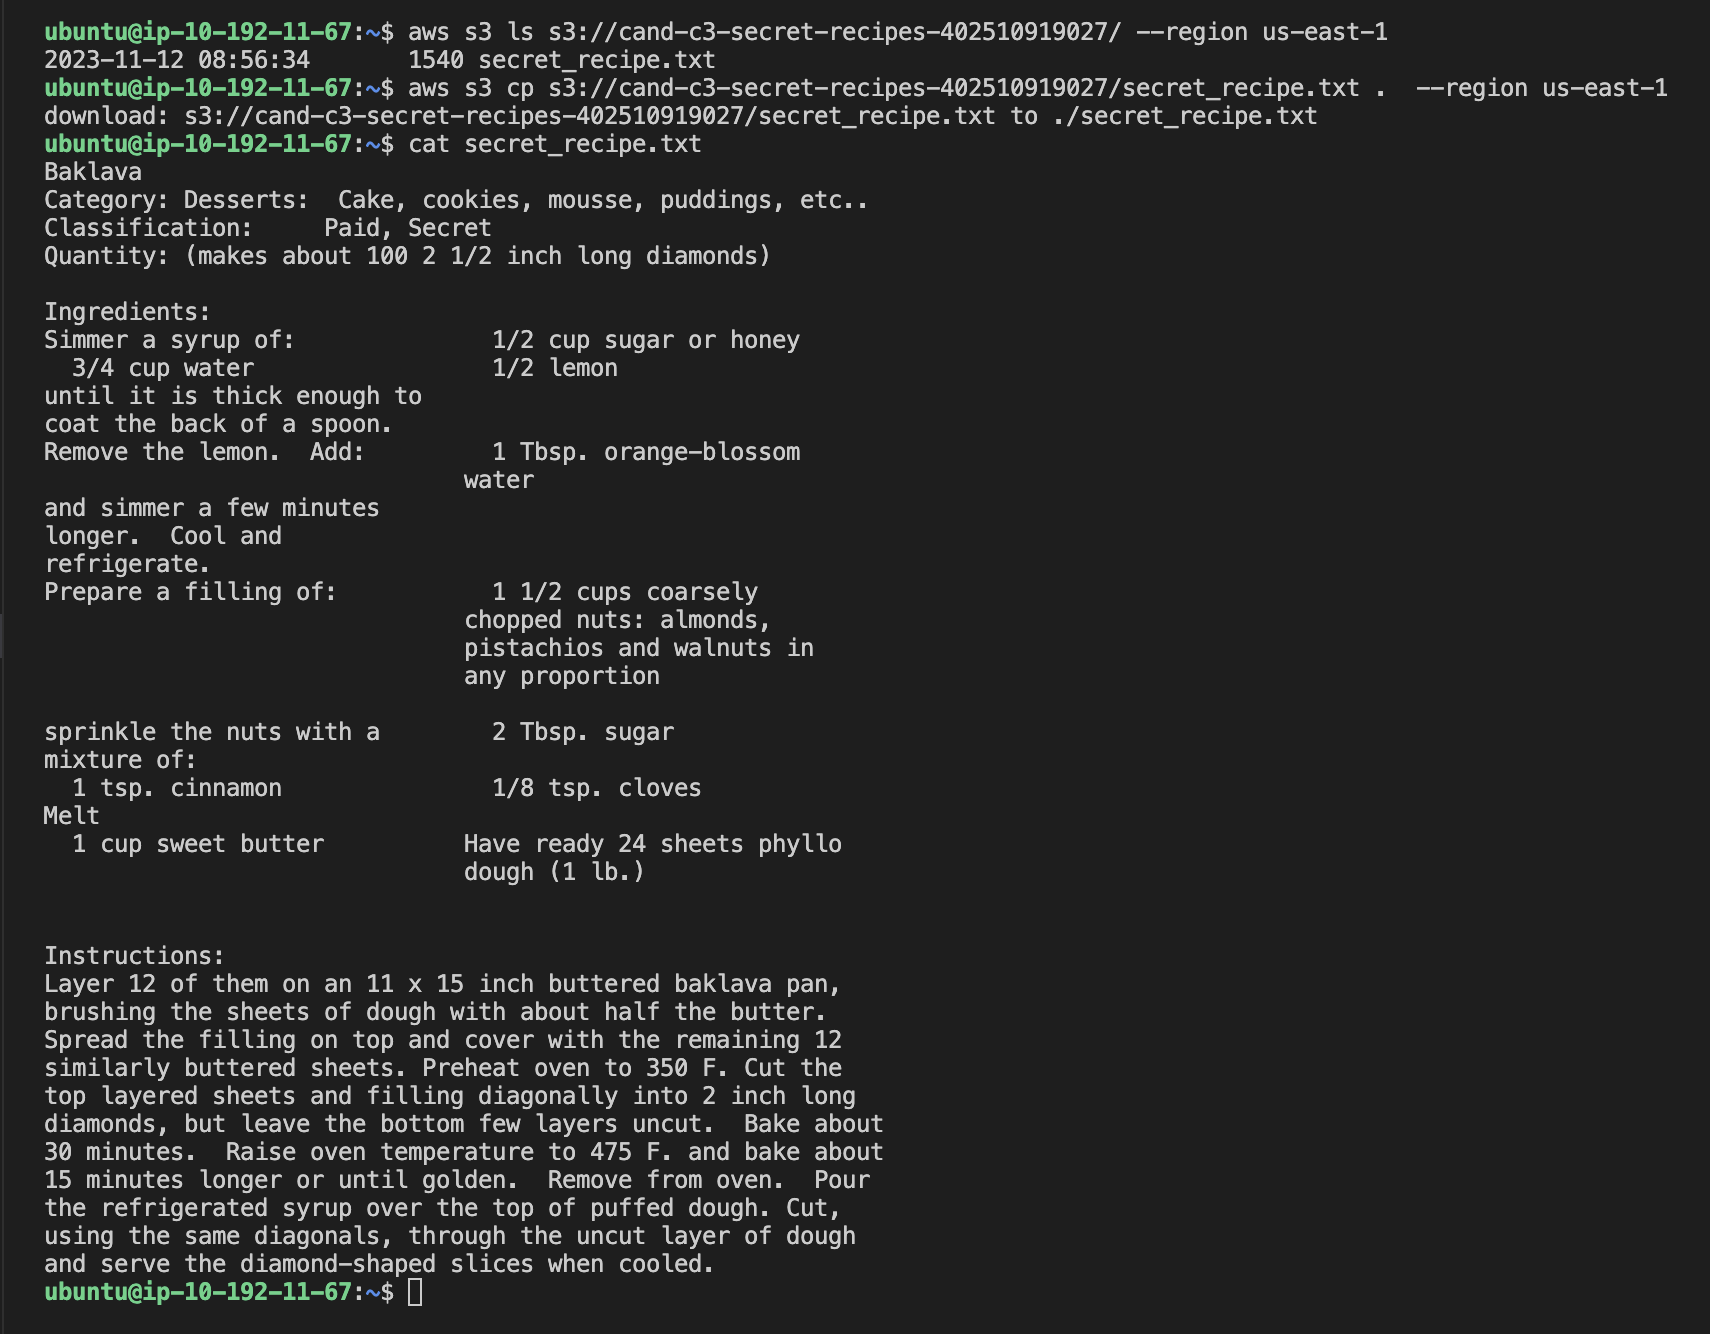 ubuntu@ip-10-192-11-67:~$ aws s3 ls s3://cand-c3-secret-recipes-402510919027/ --region us-east-1
2023-11-12 08:56:34       1540 secret_recipe.txt
ubuntu@ip-10-192-11-67:~$ aws s3 cp s3://cand-c3-secret-recipes-402510919027/secret_recipe.txt .  --region us-east-1
download: s3://cand-c3-secret-recipes-402510919027/secret_recipe.txt to ./secret_recipe.txt
ubuntu@ip-10-192-11-67:~$ cat secret_recipe.txt
Baklava
Category: Desserts:  Cake, cookies, mousse, puddings, etc..
Classification:     Paid, Secret
Quantity: (makes about 100 2 1/2 inch long diamonds)

Ingredients:
Simmer a syrup of:              1/2 cup sugar or honey
  3/4 cup water                 1/2 lemon
until it is thick enough to
coat the back of a spoon.
Remove the lemon.  Add:         1 Tbsp. orange-blossom
                              water
and simmer a few minutes
longer.  Cool and
refrigerate.
Prepare a filling of:           1 1/2 cups coarsely
                              chopped nuts: almonds,
                              pistachios and walnuts in
                              any proportion

sprinkle the nuts with a        2 Tbsp. sugar
mixture of:
  1 tsp. cinnamon               1/8 tsp. cloves
Melt
  1 cup sweet butter          Have ready 24 sheets phyllo
                              dough (1 lb.)

Instructions:
Layer 12 of them on an 11 x 15 inch buttered baklava pan,
brushing the sheets of dough with about half the butter.
Spread the filling on top and cover with the remaining 12
similarly buttered sheets. Preheat oven to 350 F. Cut the
top layered sheets and filling diagonally into 2 inch long
diamonds, but leave the bottom few layers uncut.  Bake about
30 minutes.  Raise oven temperature to 475 F. and bake about
15 minutes longer or until golden.  Remove from oven.  Pour
the refrigerated syrup over the top of puffed dough. Cut,
using the same diagonals, through the uncut layer of dough
and serve the diamond-shaped slices when cooled.
ubuntu@ip-10-192-11-67:~$